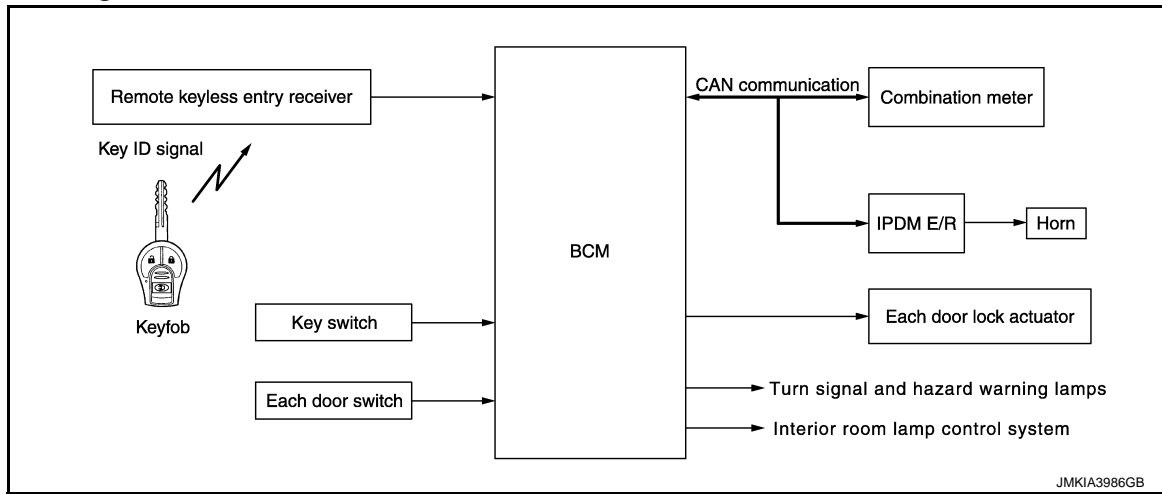 Remote keyless entry receiver
Key ID signal
Keyfob
Key switch
Each door switch
BCM
CAN communication
Combination meter
IPDM E/R
Horn
Each door lock actuator
Turn signal and hazard warning lamps
Interior room lamp control system
JMKIA3986GB